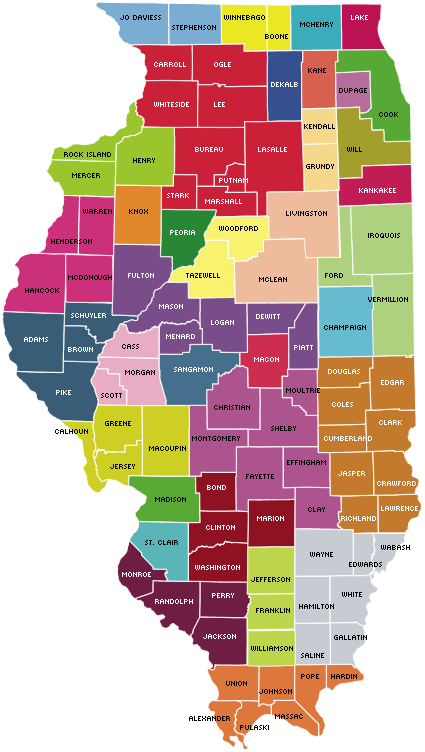 JO DAVIESS
STEPHENSON
WINNEBAGO
BOONE
MCHENRY
LAKE
CARROLL
OGLE
DEKALB
KANE
DUPAGE
COOK
WHITESIDE
LEE
KENDALL
WILL
ROCK ISLAND
HENRY
BUREAU
LASALLE
GRUNDY
MERCER
PUTNAM
KANKAKEE
STARK
MARSHALL
LIVINGSTON
HENDERSON
WARREN
KNOX
PEORIA
WOODFORD
IROQUOIS
HANCOCK
MCDONOUGH
FULTON
TAZEWELL
MCLEAN
FORD
VERMILLION
SCHUYLER
MASON
LOGAN
DEWITT
CHAMPAIGN
ADAMS
BROWN
CASS
MENARD
PIATT
MACON
MORGAN
SANGAMON
DOUGLAS
EDGAR
PIKE
SCOTT
CHRISTIAN
MOULTRIE
COLES
CALHOUN
GREENE
MACOUPIN
MONTGOMERY
SHELBY
CUMBERLAND
CLARK
JERSEY
FAYETTE
EFFINGHAM
JASPER
CRAWFORD
MADISON
BOND
CLAY
RICHLAND
LAWRENCE
ST. CLAIR
CLINTON
MARION
WAYNE
EDWARDS
WABASH
MONROE
WASHINGTON
JEFFERSON
RANDOLPH
PERRY
FRANKLIN
HAMILTON
WHITE
JACKSON
WILLIAMSON
SALINE
GALLATIN
UNION
JOHNSON
POPE
HARDIN
ALEXANDER
PULASKI
MASSAC